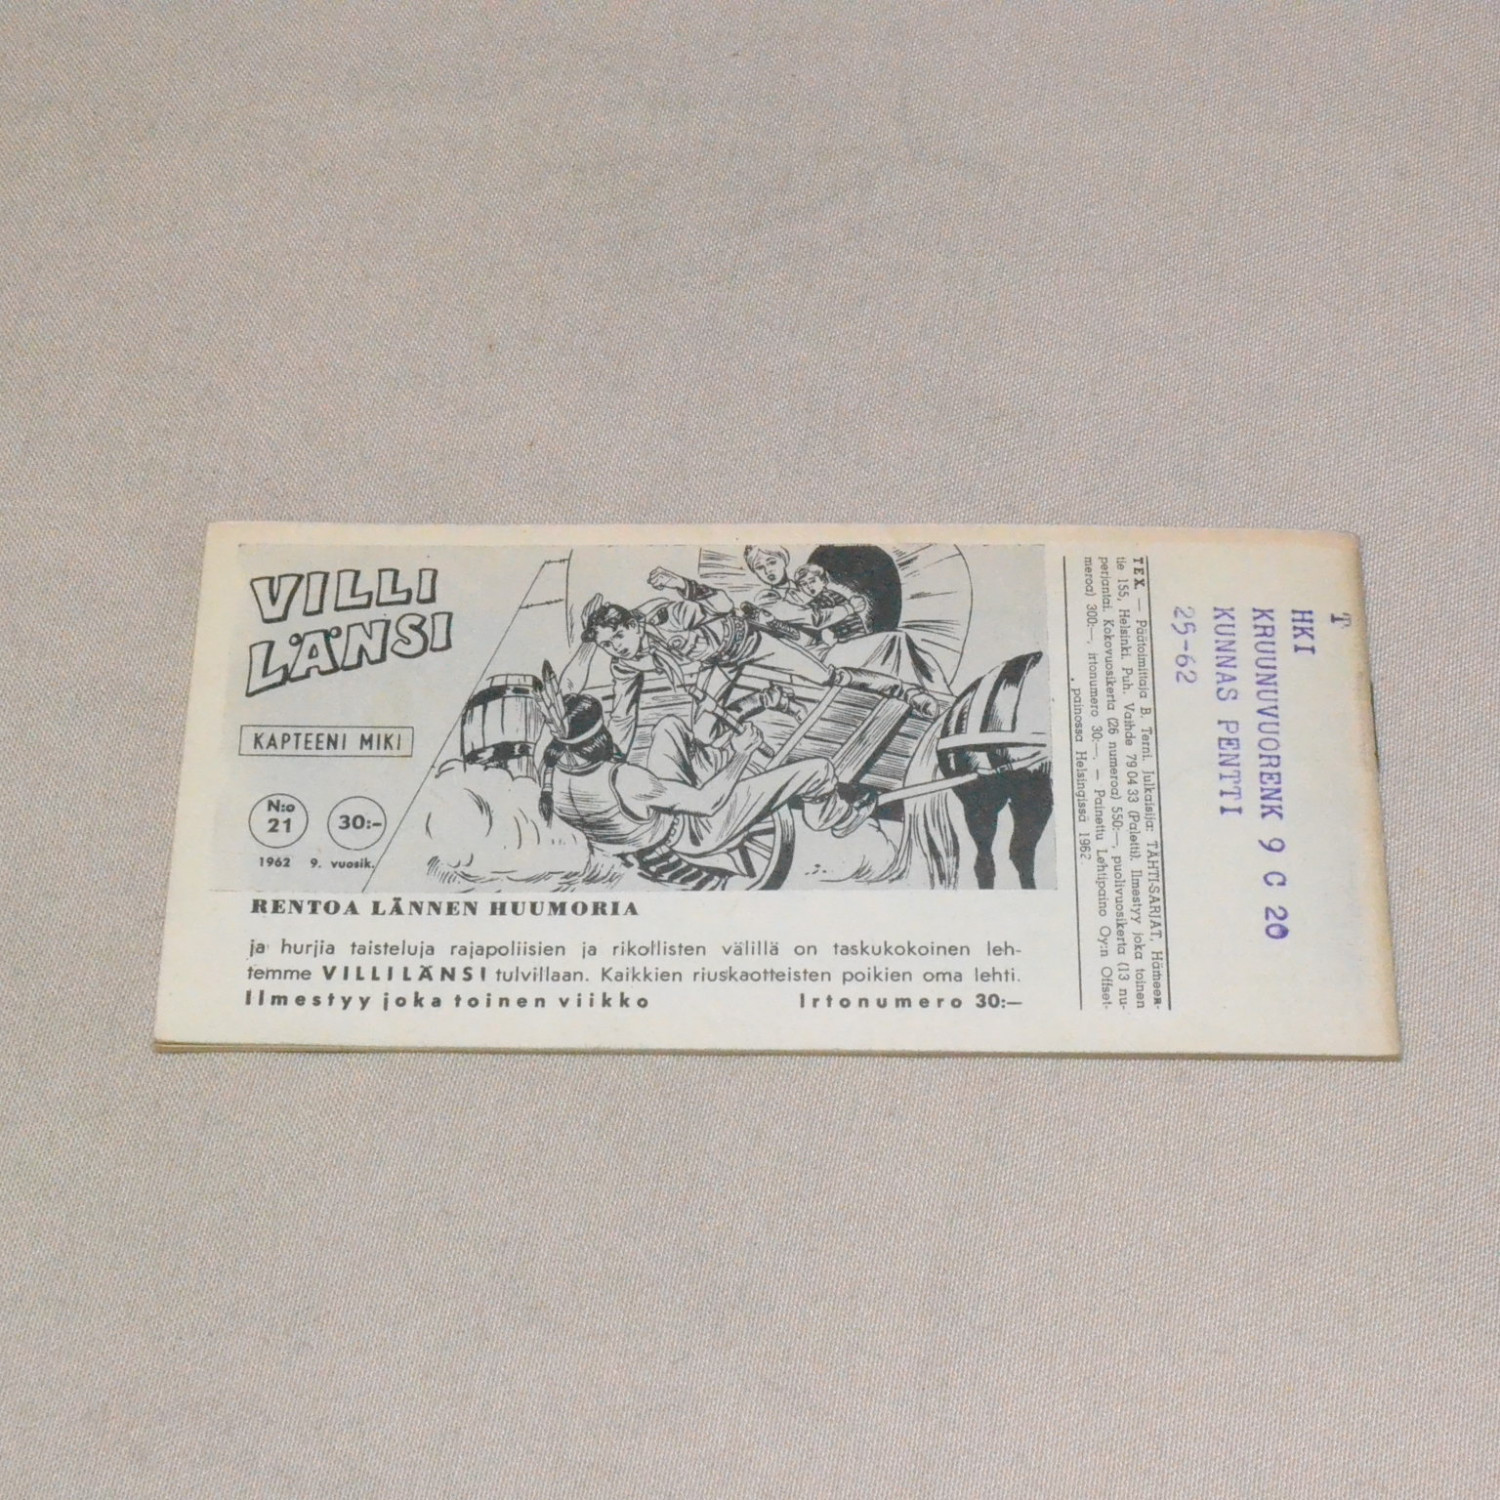 VILLI
LÄNSI
KAPTEENI MIKI
N:o
21
30:-
1962 9. vuosik.
RENTOA LÄNNEN HUUMORIA
ja hurjia taisteluja rajapoliisien ja rikollisten välillä on taskukokoinen leh-
temme VILLI LÄNSI tulvillaan. Kaikkien riuskaotteisten poikien oma lehti.
Ilmestyy joka toinen viikko Irtonumero 30:—
TEX. — Päätoimittaja B. Terni. Julkaisija: TÄHTI-SARJAT, Hämeen-
tie 155, Helsinki. Puh. Vaihde 79 04 33 (Paletti). Ilmestyy joka toinen
perjantai. Kokovuosikerta (26 numeroa) 550:—, puolivuosikerta (13 nu-
meroa) 300:—, irtonumero 30:—. — Painettu Lehtipaino Oy:n Offset-
painossa Helsingissä 1962.
T
HKI
KRUUNUVUORENK 9 C 20
KUNNAS PENTTI
25-62